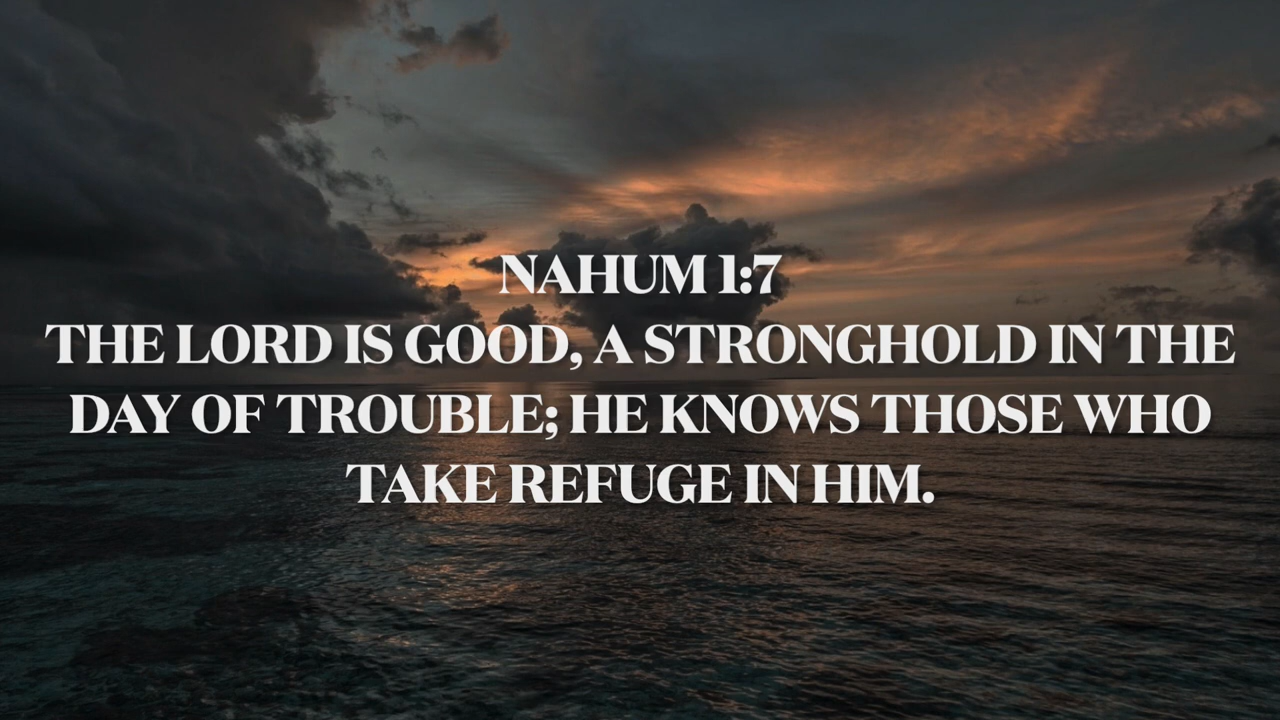 NAHUM 1:7
THE LORD IS GOOD, A STRONGHOLD IN THE
DAY OF TROUBLE; HE KNOWS THOSE WHO
TAKE REFUGE IN HIM.